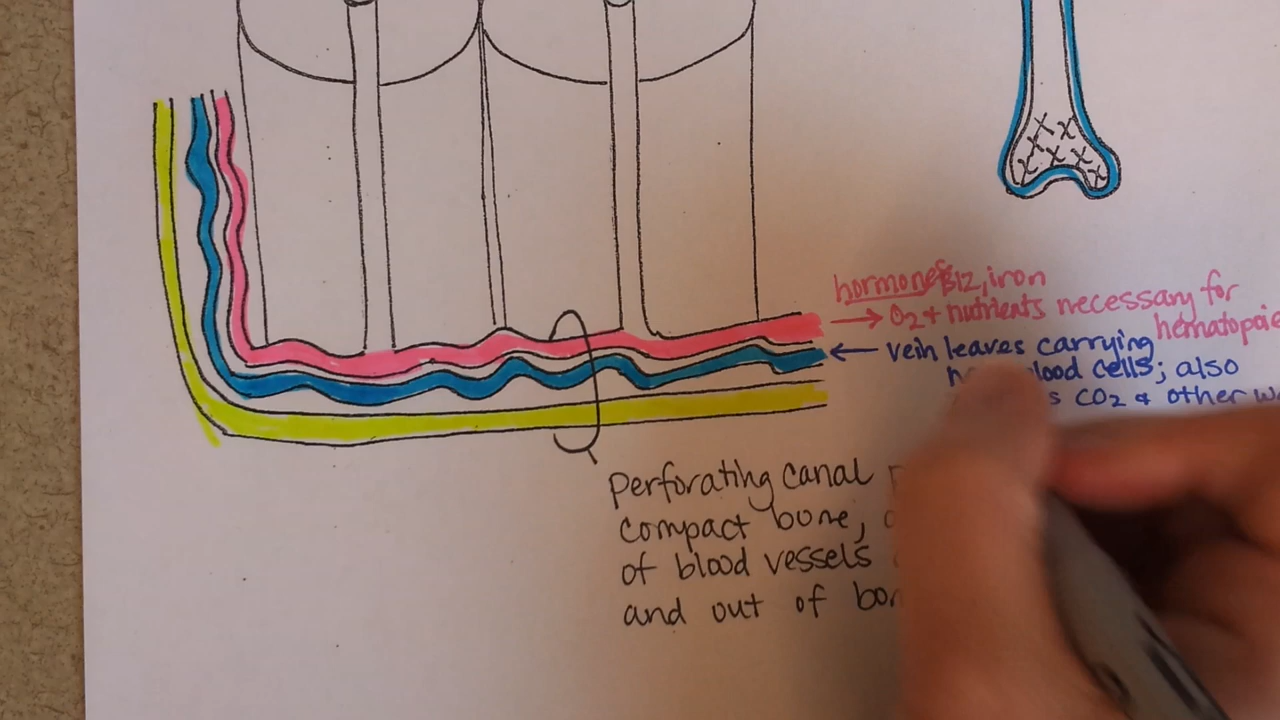 hormones B12, iron
O2 + nutrients necessary for
hematopoie
vein leaves carrying
blood cells; also
CO2 & other
Perforating canal
compact bone,
of blood vessels
and out of